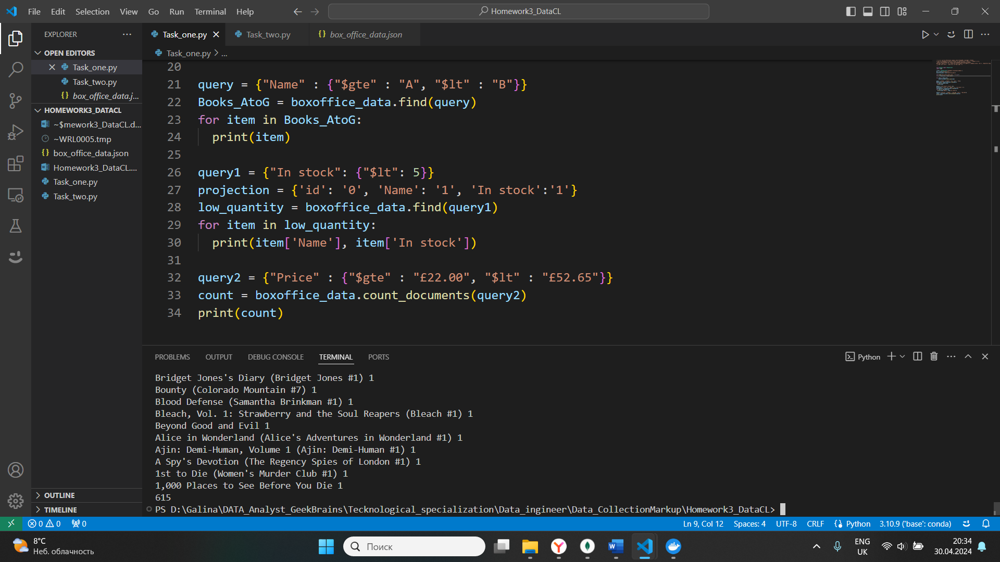 File Edit Selection View Go Run Terminal Help
Homework3_DataCL
EXPLORER
Task_one.py
Task_two.py
box_office_data.json
OPEN EDITORS
Task_one.py > ...
Task_one.py
Task_two.py
box_office_data.j...
HOMEWORK3_DATACL
~$mework3_DataCL.d...
~WRL0005.tmp
box_office_data.json
Homework3_DataCL....
Task_one.py
Task_two.py
OUTLINE
TIMELINE
20
21 query = {"Name" : {"$gte" : "A", "$lt" : "B"}}
22 Books_AtoG = boxoffice_data.find(query)
23 for item in Books_AtoG:
24 print(item)
25
26 query1 = {"In stock": {"$lt": 5}}
27 projection = {'id': '0', 'Name': '1', 'In stock':'1'}
28 low_quantity = boxoffice_data.find(query1)
29 for item in low_quantity:
30 print(item['Name'], item['In stock'])
31
32 query2 = {"Price" : {"$gte" : "£22.00", "$lt" : "£52.65"}}
33 count = boxoffice_data.count_documents(query2)
34 print(count)
PROBLEMS OUTPUT DEBUG CONSOLE TERMINAL PORTS
Python
Bridget Jones's Diary (Bridget Jones #1) 1
Bounty (Colorado Mountain #7) 1
Blood Defense (Samantha Brinkman #1) 1
Bleach, Vol. 1: Strawberry and the Soul Reapers (Bleach #1) 1
Beyond Good and Evil 1
Alice in Wonderland (Alice's Adventures in Wonderland #1) 1
Ajin: Demi-Human, Volume 1 (Ajin: Demi-Human #1) 1
A Spy's Devotion (The Regency Spies of London #1) 1
1st to Die (Women's Murder Club #1) 1
1,000 Places to See Before You Die 1
615
PS D:\Galina\DATA_Analyst_GeekBrains\Tecknological_specialization\Data_ingineer\Data_CollectionMarkup\Homework3_DataCL>
0 0 0
Ln 9, Col 12 Spaces: 4 UTF-8 CRLF Python 3.10.9 ('base': conda)
8°C
Неб. облачность
Поиск
ENG
UK
20:34
30.04.2024